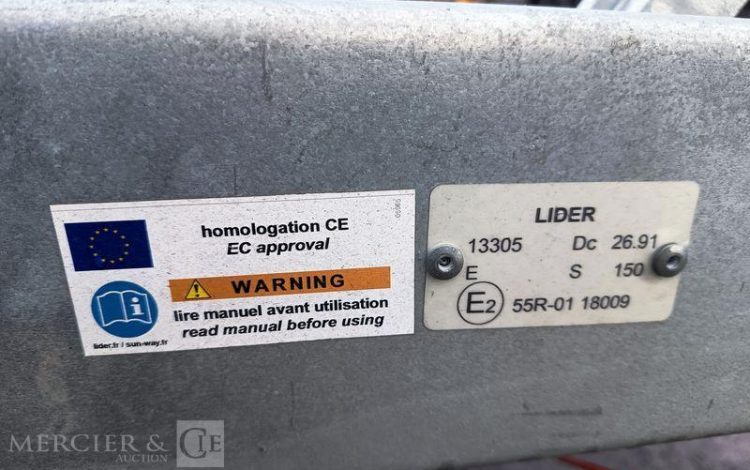 homologation CE
EC approval
WARNING
lire manuel avant utilisation
read manual before using
lider.fr / sun-way.fr
LIDER
13305 Dc 26.91
E S 150
E2 55R-01 18009
MERCIER & CIE
AUCTION